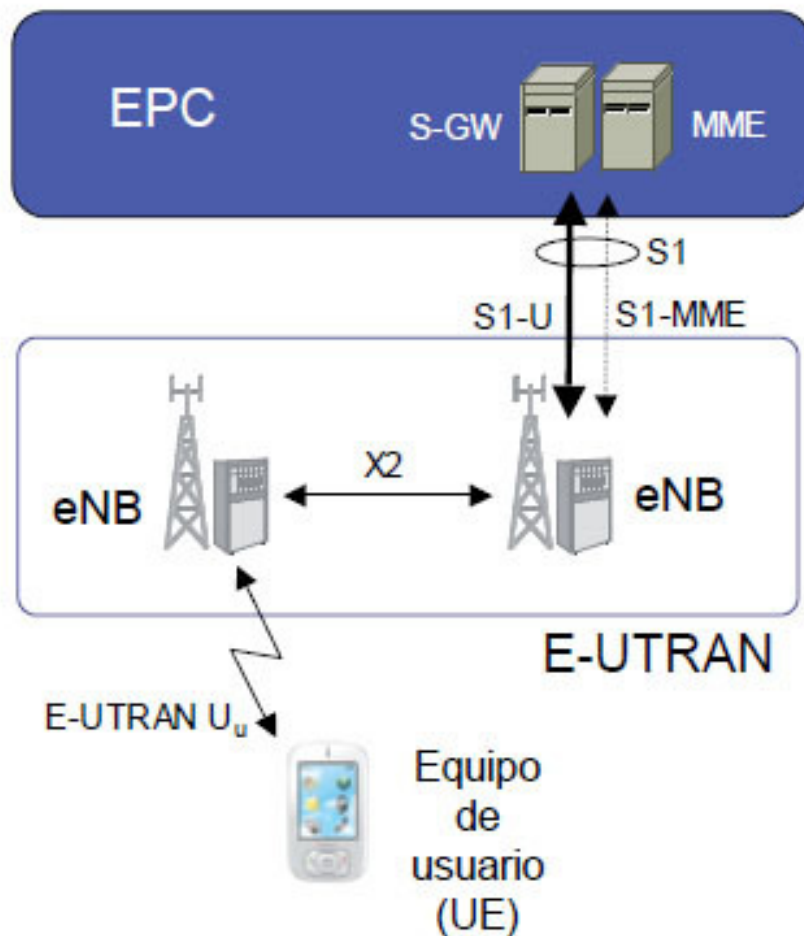 EPC
S-GW
MME
S1
S1-U
S1-MME
X2
eNB
eNB
E-UTRAN
E-UTRAN Uu
Equipo
de
usuario
(UE)